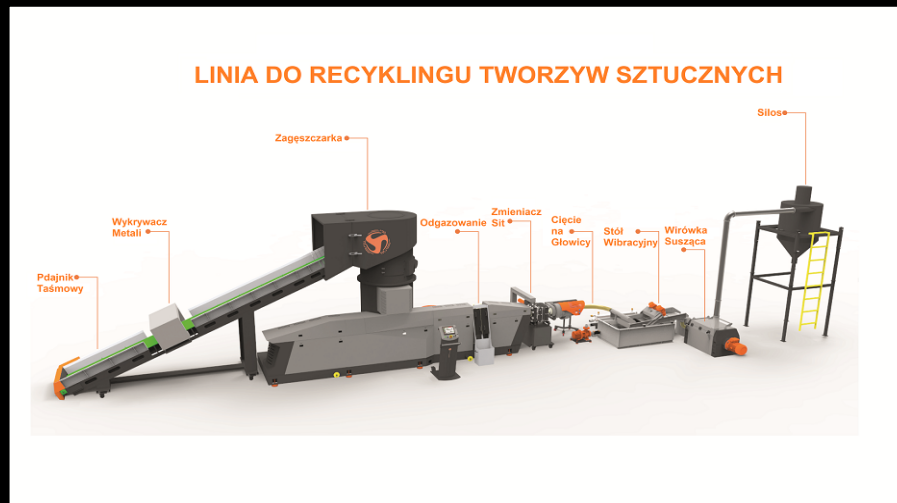 LINIA DO RECYKLINGU TWORZYW SZTUCZNYCH
Silos
Zagęszczarka
Wykrywacz
Metali
Odgazowanie
Zmieniacz
Sit
Cięcie
na
Głowicy
Stół
Wibracyjny
Wirówka
Susząca
Pdajnik
Taśmowy